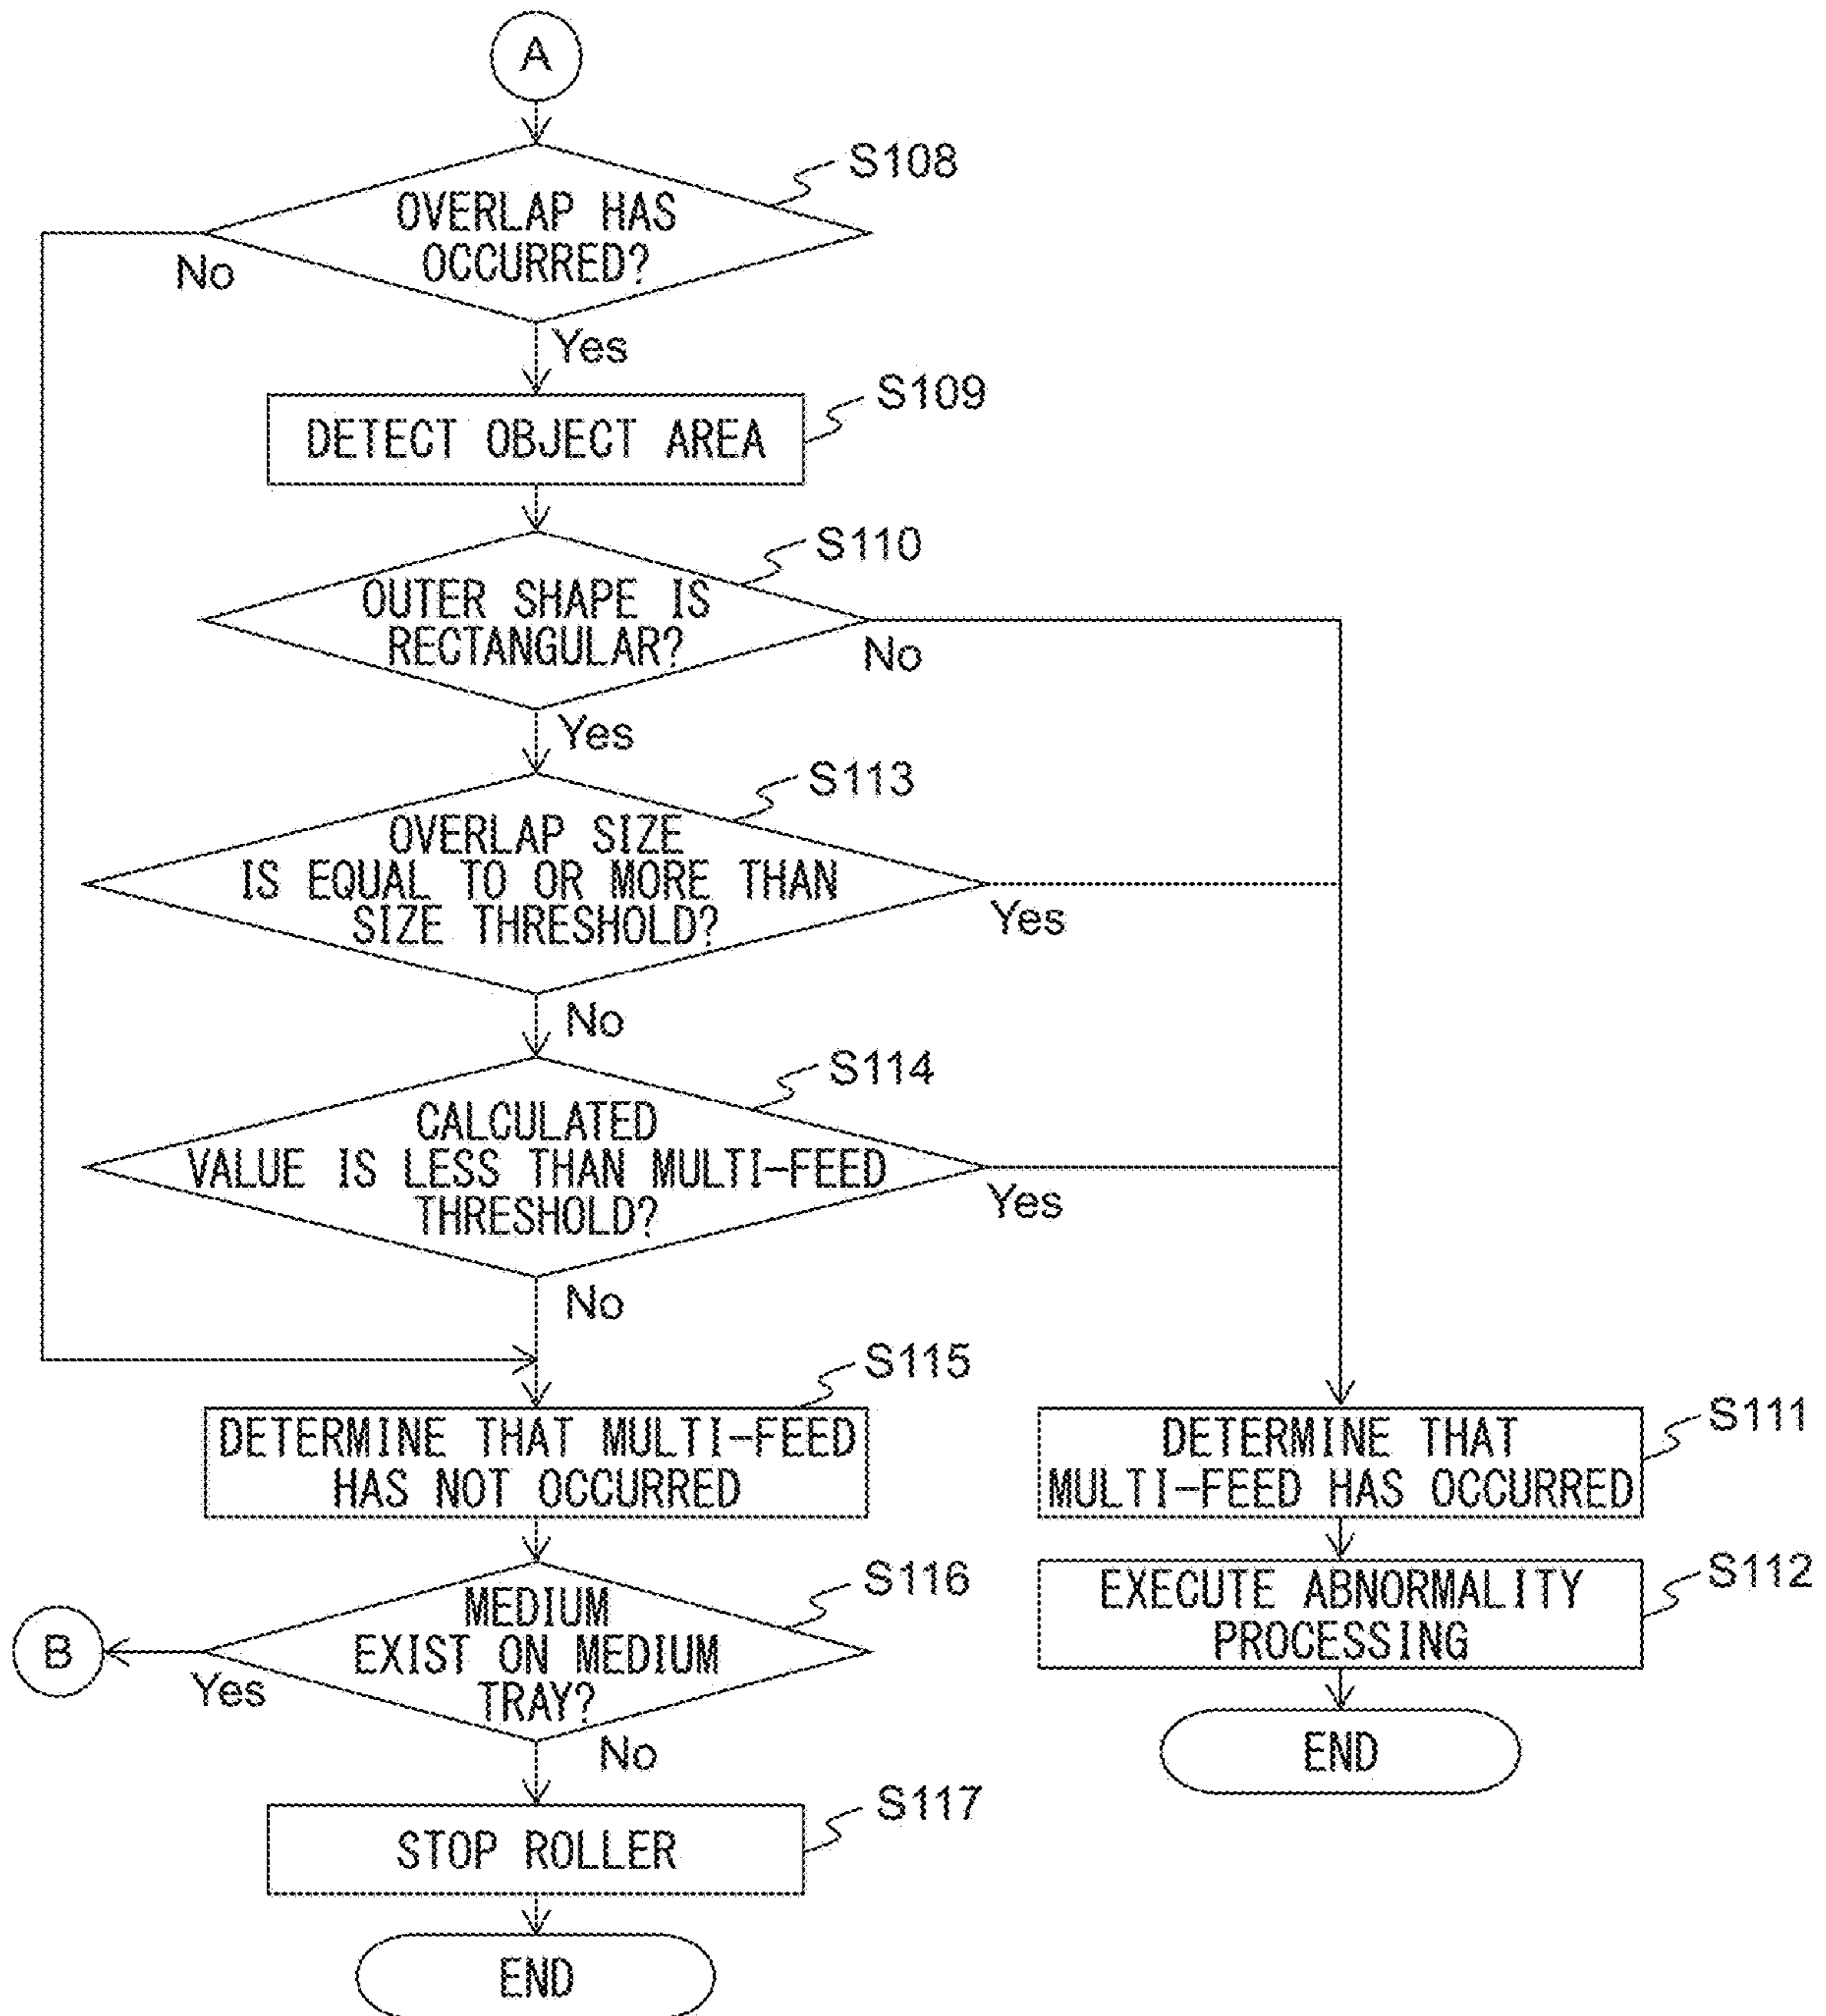 A
S108
OVERLAP HAS
OCCURRED?
No
Yes
S109
DETECT OBJECT AREA
S110
OUTER SHAPE IS
RECTANGULAR?
No
Yes
S113
OVERLAP SIZE
IS EQUAL TO OR MORE THAN
SIZE THRESHOLD?
Yes
No
S114
CALCULATED
VALUE IS LESS THAN MULTI-FEED
THRESHOLD?
Yes
No
S115
DETERMINE THAT MULTI-FEED
HAS NOT OCCURRED
S111
DETERMINE THAT
MULTI-FEED HAS OCCURRED
S116
MEDIUM
EXIST ON MEDIUM
TRAY?
B
Yes
No
S112
EXECUTE ABNORMALITY
PROCESSING
END
S117
STOP ROLLER
END